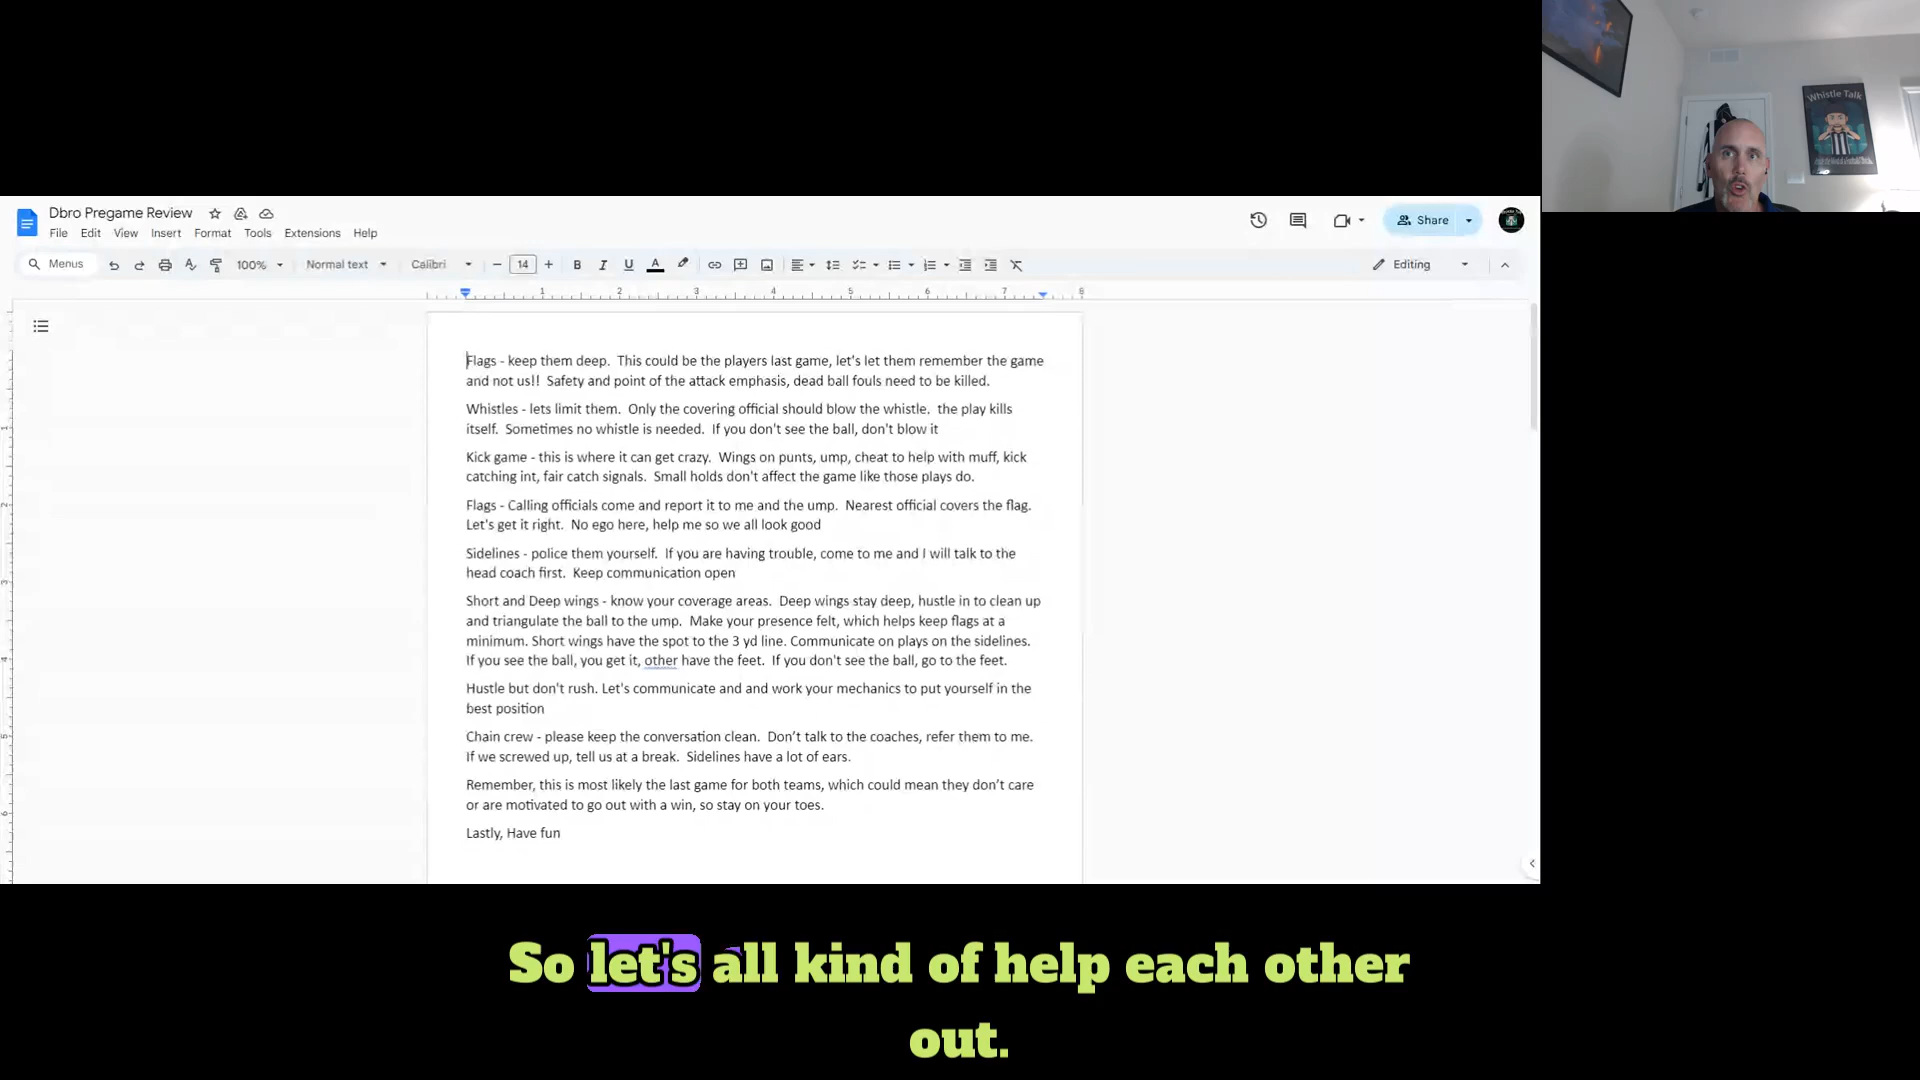 Whistle Talk
Dbro Pregame Review
File Edit View Insert Format Tools Extensions Help
Share
Menus 100% Normal text Calibri 14 Editing
1 2 3 4 5 6 7 8
Flags - keep them deep. This could be the players last game, let's let them remember the game
and not us!! Safety and point of the attack emphasis, dead ball fouls need to be killed.
Whistles - lets limit them. Only the covering official should blow the whistle. the play kills
itself. Sometimes no whistle is needed. If you don't see the ball, don't blow it
Kick game - this is where it can get crazy. Wings on punts, ump, cheat to help with muff, kick
catching int, fair catch signals. Small holds don't affect the game like those plays do.
Flags - Calling officials come and report it to me and the ump. Nearest official covers the flag.
Let's get it right. No ego here, help me so we all look good
Sidelines - police them yourself. If you are having trouble, come to me and I will talk to the
head coach first. Keep communication open
Short and Deep wings - know your coverage areas. Deep wings stay deep, hustle in to clean up
and triangulate the ball to the ump. Make your presence felt, which helps keep flags at a
minimum. Short wings have the spot to the 3 yd line. Communicate on plays on the sidelines.
If you see the ball, you get it, other have the feet. If you don't see the ball, go to the feet.
Hustle but don't rush. Let's communicate and and work your mechanics to put yourself in the
best position
Chain crew - please keep the conversation clean. Don’t talk to the coaches, refer them to me.
If we screwed up, tell us at a break. Sidelines have a lot of ears.
Remember, this is most likely the last game for both teams, which could mean they don’t care
or are motivated to go out with a win, so stay on your toes.
Lastly, Have fun
So let's all kind of help each other
out.